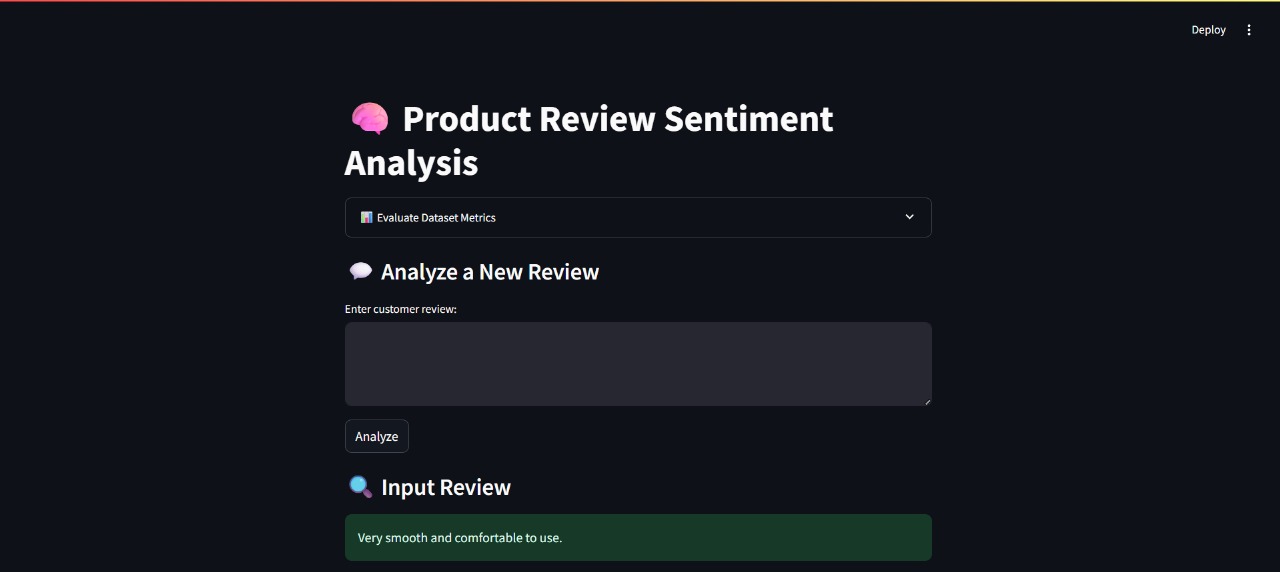 Deploy
Product Review Sentiment
Analysis
Evaluate Dataset Metrics
Analyze a New Review
Enter customer review:
Analyze
Input Review
Very smooth and comfortable to use.